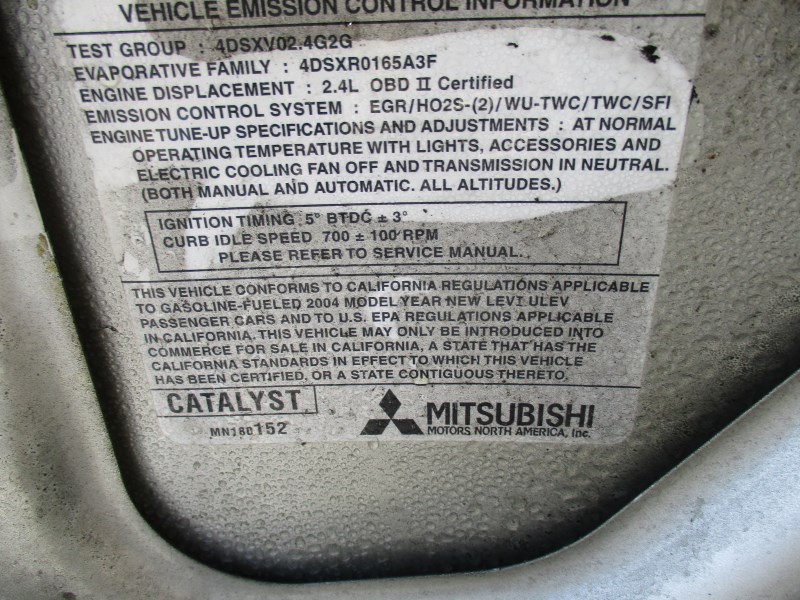 VEHICLE EMISSION CONTROL INFORMATION
TEST GROUP : 4DSXV02.4G2G
EVAPORATIVE FAMILY : 4DSXR0165A3F
ENGINE DISPLACEMENT : 2.4L OBD II Certified
EMISSION CONTROL SYSTEM : EGR/HO2S-(2)/WU-TWC/TWC/SFI
ENGINE TUNE-UP SPECIFICATIONS AND ADJUSTMENTS : AT NORMAL
OPERATING TEMPERATURE WITH LIGHTS, ACCESSORIES AND
ELECTRIC COOLING FAN OFF AND TRANSMISSION IN NEUTRAL.
(BOTH MANUAL AND AUTOMATIC. ALL ALTITUDES.)
IGNITION TIMING 5° BTDC ± 3°
CURB IDLE SPEED 700 ± 100 RPM
PLEASE REFER TO SERVICE MANUAL.
THIS VEHICLE CONFORMS TO CALIFORNIA REGULATIONS APPLICABLE
TO GASOLINE-FUELED 2004 MODEL YEAR NEW LEV I ULEV
PASSENGER CARS AND TO U.S. EPA REGULATIONS APPLICABLE
IN CALIFORNIA. THIS VEHICLE MAY ONLY BE INTRODUCED INTO
COMMERCE FOR SALE IN CALIFORNIA, A STATE THAT HAS THE
CALIFORNIA STANDARDS IN EFFECT TO WHICH THIS VEHICLE
HAS BEEN CERTIFIED, OR A STATE CONTIGUOUS THERETO.
CATALYST
MITSUBISHI
MOTORS NORTH AMERICA, Inc.
MN180152